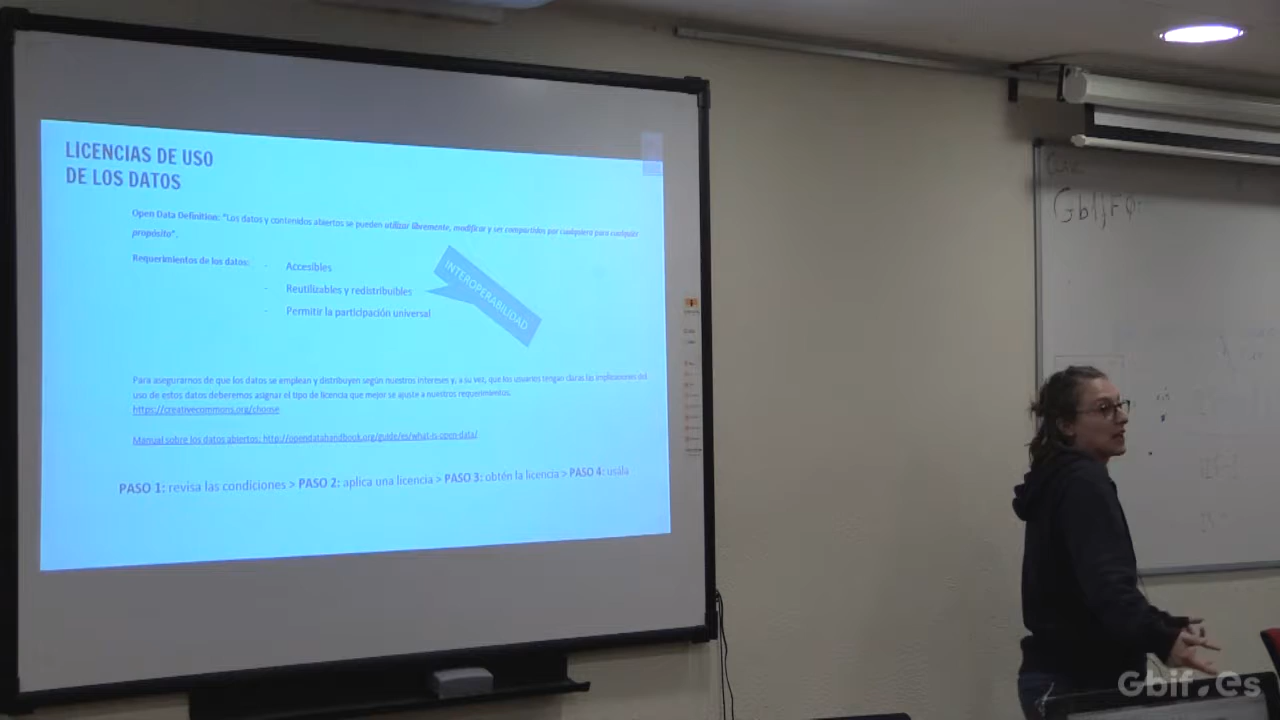 LICENCIAS DE USO
DE LOS DATOS
Open Data Definition: "Los datos y contenidos abiertos se pueden utilizar libremente, modificar y ser compartidos por cualquiera para cualquier
propósito".
Requerimientos de los datos:
- Accesibles
- Reutilizables y redistribuibles
- Permitir la participación universal
INTEROPERABILIDAD
Para asegurarnos de que los datos se emplean y distribuyen según nuestros intereses y, a su vez, que los usuarios tengan claras las implicaciones del
uso de estos datos deberemos asignar el tipo de licencia que mejor se ajuste a nuestros requerimientos.
https://creativecommons.org/choose
Manual sobre los datos abiertos: http://opendatahandbook.org/guide/es/what-is-open-data/
PASO 1: revisa las condiciones > PASO 2: aplica una licencia > PASO 3: obtén la licencia > PASO 4: usála
Gbif.es